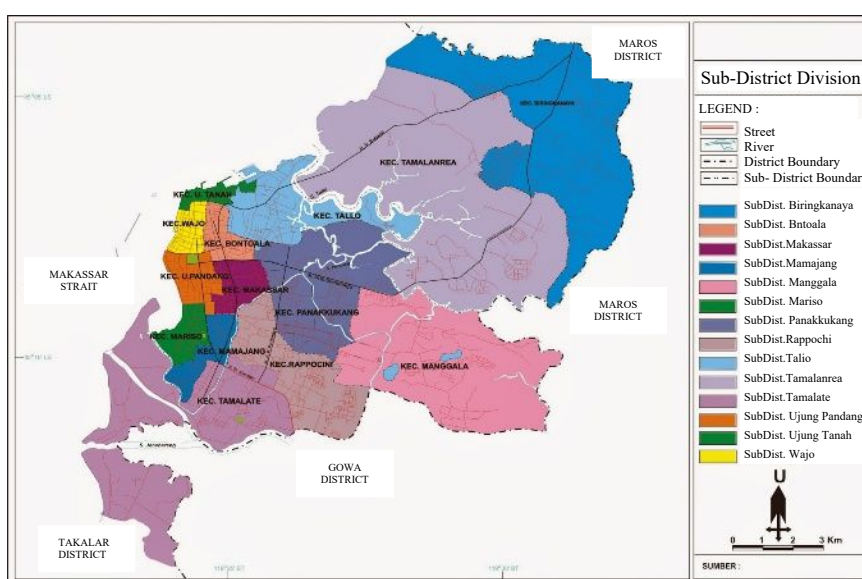 MAROS
DISTRICT
KEC. BIRINGKANAYA
KEC. TAMALANREA
KEC. U. TANAH
KEC. TALLO
KEC.WAJO
KEC. BONTOALA
MAKASSAR
STRAIT
KEC. U.PANDANG
KEC. MAKASSAR
KEC. PANAKKUKANG
MAROS
DISTRICT
KEC. MARISO
KEC. MAMAJANG
KEC.RAPPOCINI
KEC. MANGGALA
KEC. TAMALATE
GOWA
DISTRICT
TAKALAR
DISTRICT
Sub-District Division
LEGEND :
Street
River
District Boundary
Sub- District Boundar
SubDist. Biringkanaya
SubDist. Bntoala
SubDist.Makassar
SubDist.Mamajang
SubDist. Manggala
SubDist. Mariso
SubDist. Panakkukang
SubDist.Rappochi
SubDist.Talio
SubDist.Tamalanrea
SubDist.Tamalate
SubDist. Ujung Pandang
SubDist. Ujung Tanah
SubDist. Wajo
U
0 1 2 3 Km
SUMBER :